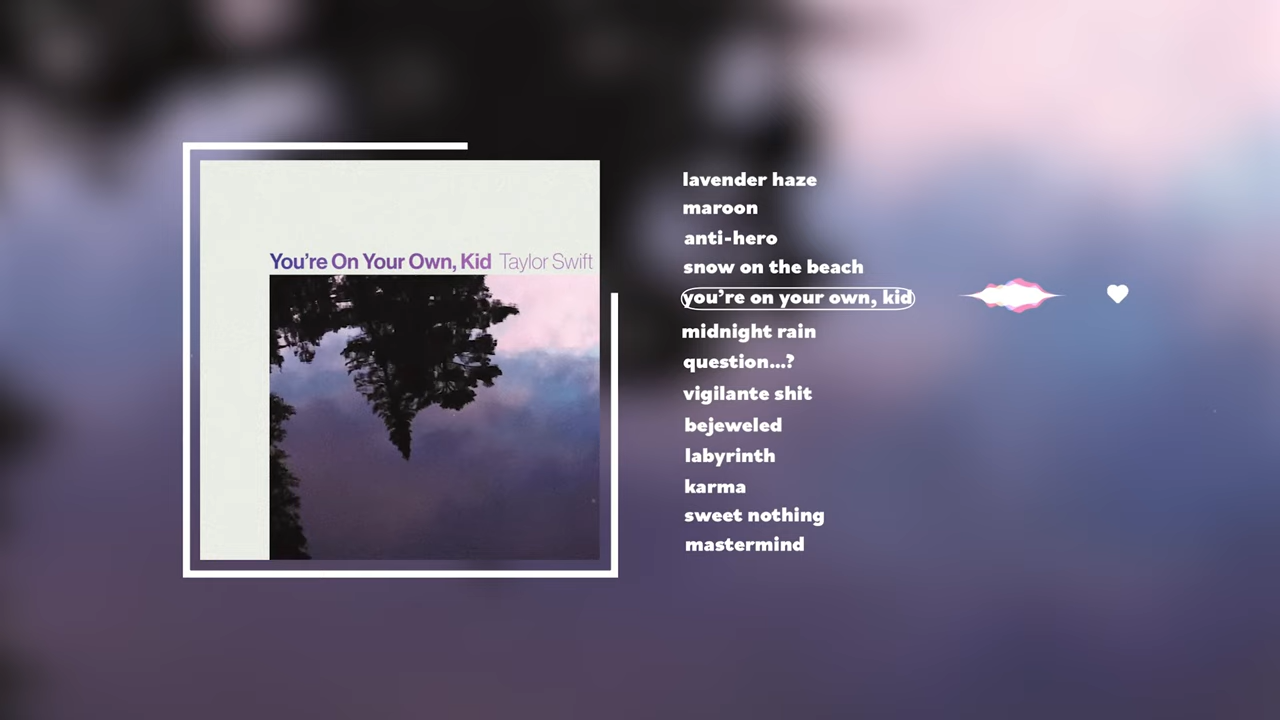 You're On Your Own, Kid Taylor Swift
lavender haze
maroon
anti-hero
snow on the beach
you're on your own, kid
midnight rain
question...?
vigilante shit
bejeweled
labyrinth
karma
sweet nothing
mastermind